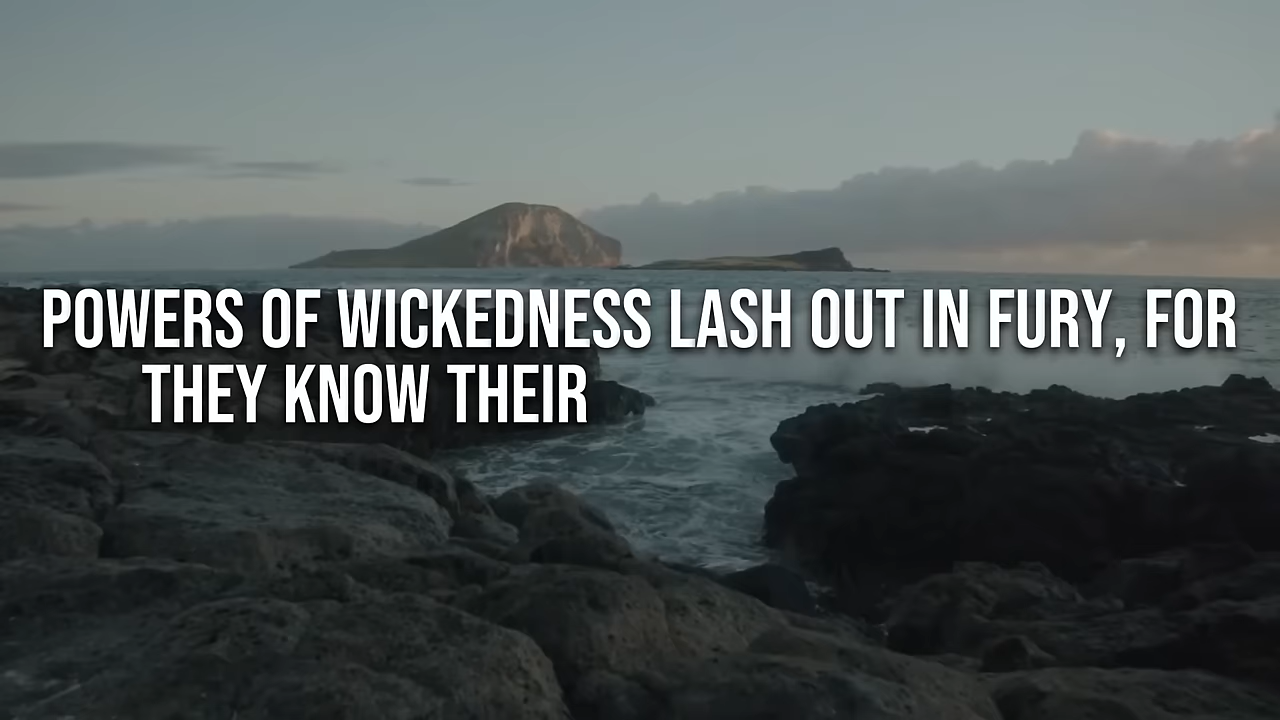 POWERS OF WICKEDNESS LASH OUT IN FURY, FOR
THEY KNOW THEIR